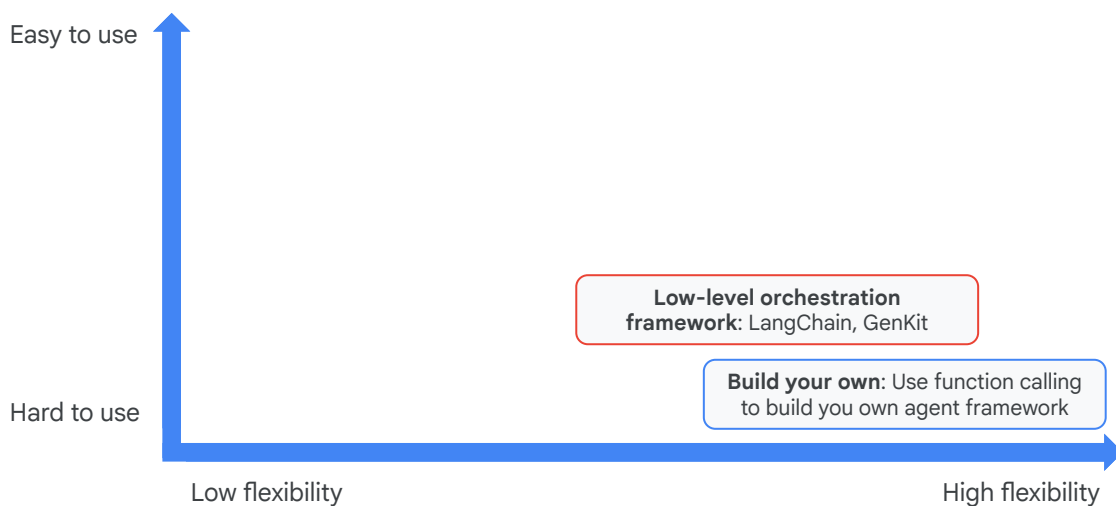 Easy to use
Low-level orchestration
framework: LangChain, GenKit
Build your own: Use function calling
to build you own agent framework
Hard to use
Low flexibility
High flexibility